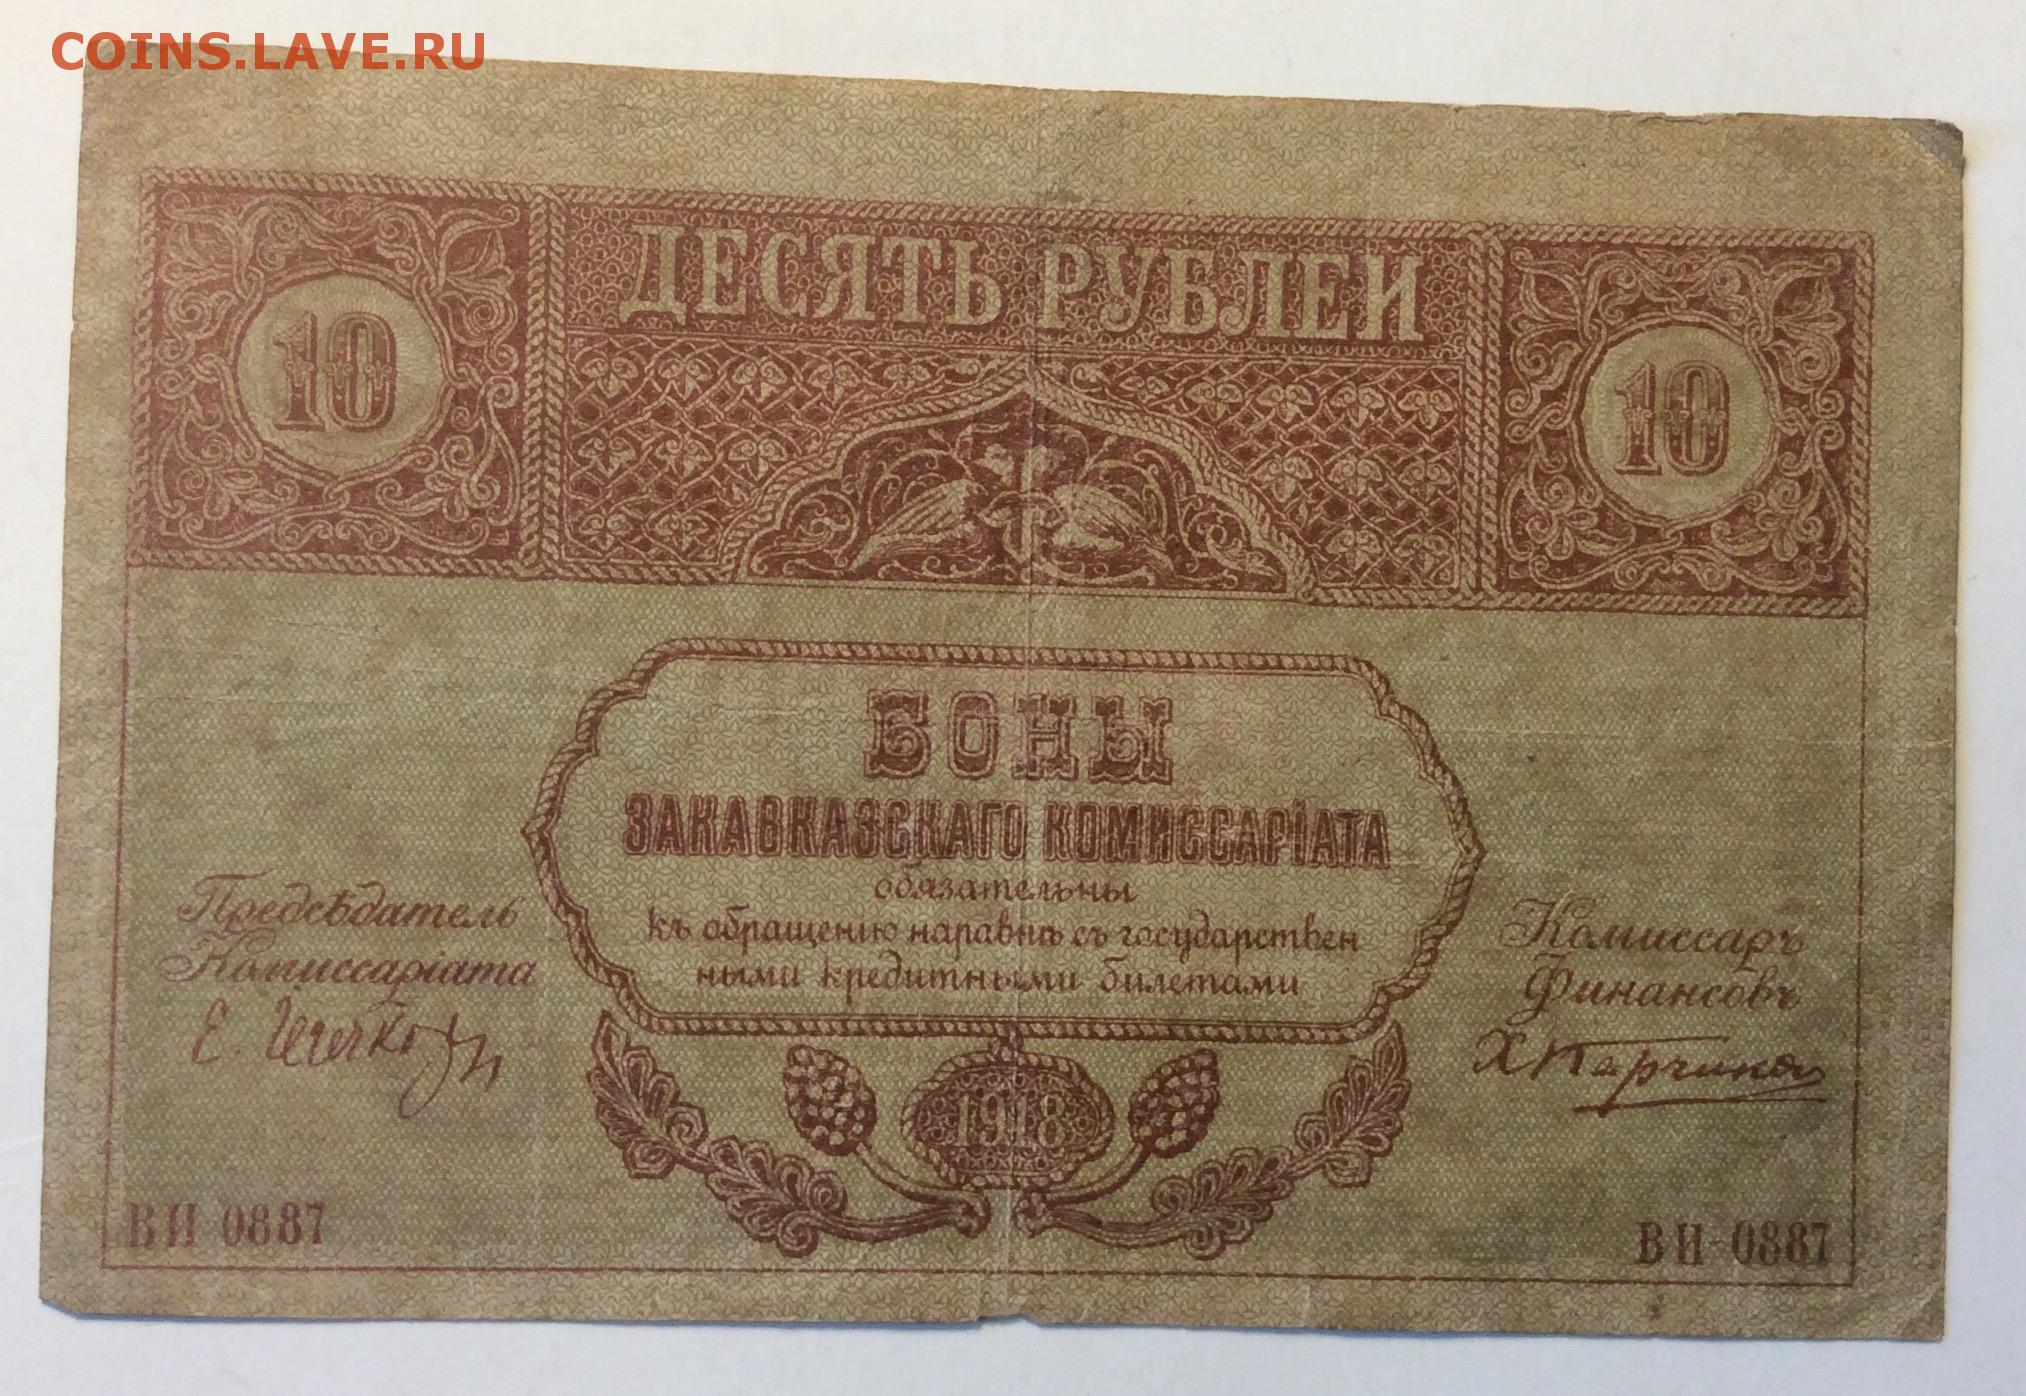 COINS.LAVE.RU
10 ДЕСЯТЬ РУБЛЕЙ 10
БОНЫ
ЗАКАВКАЗСКАГО КОМИССАРІАТА
обязательны
къ обращенію наравнѣ съ государствен
ными кредитными билетами
Предсѣдатель
Комиссаріата
Е. Гегечкори
Комиссаръ
Финансовъ
1918
ВИ 0887
ВИ-0887